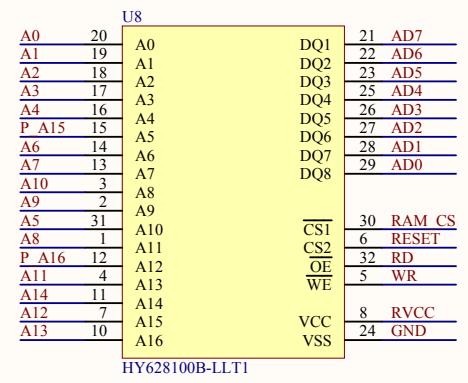 U8
A0 20 A0 DQ1 21 AD7
A1 19 A1 DQ2 22 AD6
A2 18 A2 DQ3 23 AD5
A3 17 A3 DQ4 25 AD4
A4 16 A4 DQ5 26 AD3
P_A15 15 A5 DQ6 27 AD2
A6 14 A6 DQ7 28 AD1
A7 13 A7 DQ8 29 AD0
A10 3 A8
A9 2 A9
A5 31 A10 CS1 30 RAM_CS
A8 1 A11 CS2 6 RESET
P_A16 12 A12 OE 32 RD
A11 4 A13 WE 5 WR
A14 11 A14
A12 7 A15 VCC 8 RVCC
A13 10 A16 VSS 24 GND
HY628100B-LLT1